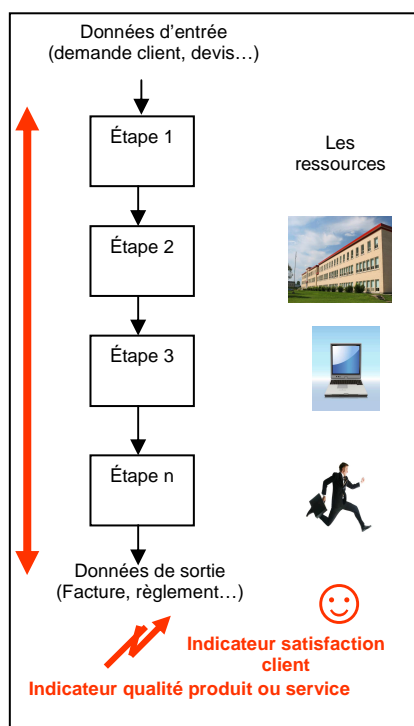 Données d'entrée
(demande client, devis…)
Étape 1
Les
ressources
Étape 2
Étape 3
Étape n
Données de sortie
(Facture, règlement…)
Indicateur satisfaction
client
Indicateur qualité produit ou service